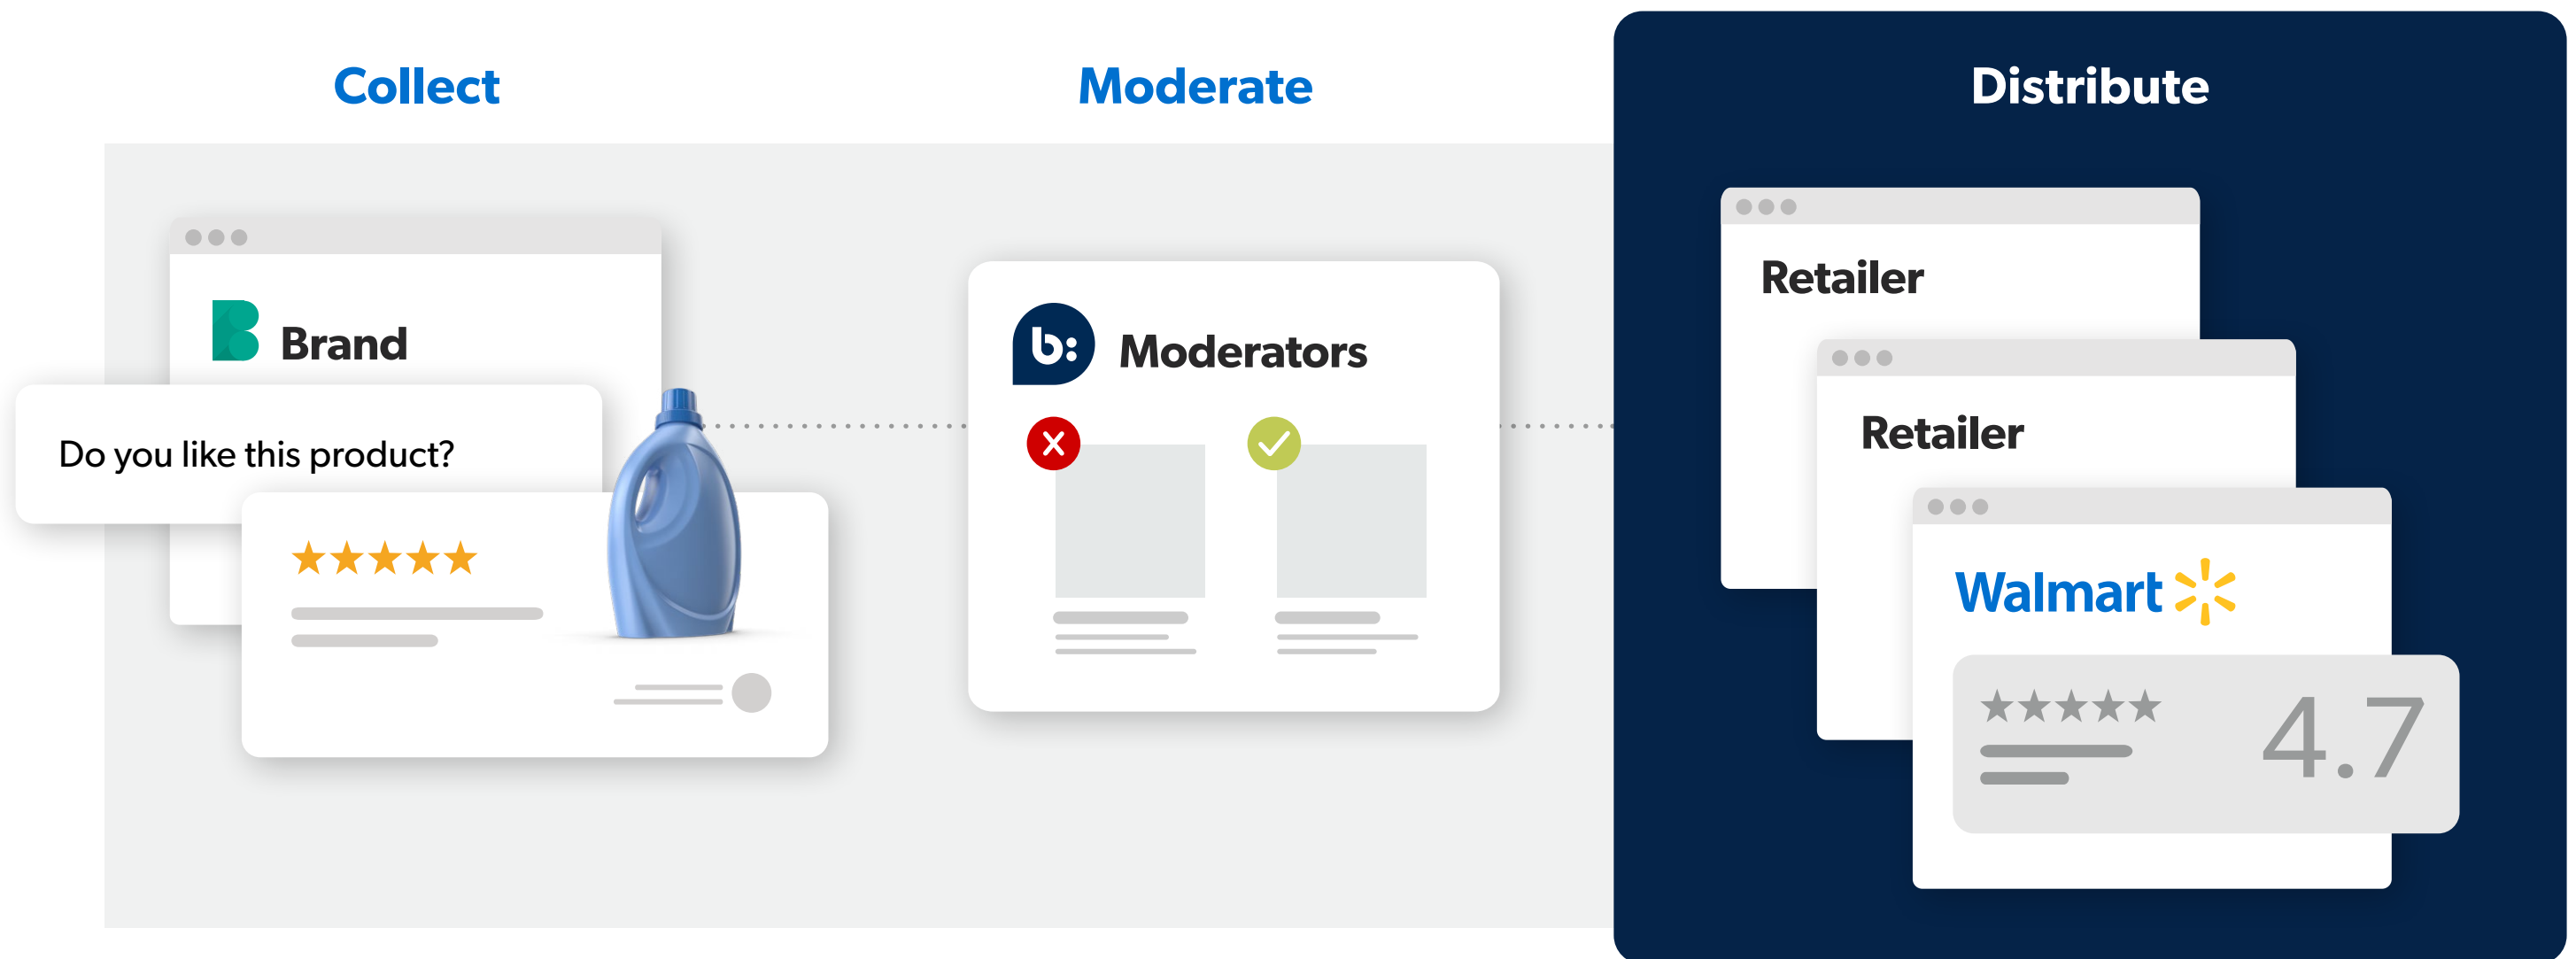 Collect
Moderate
Distribute
Brand
Do you like this product?
b: Moderators
Retailer
Retailer
Walmart
4.7